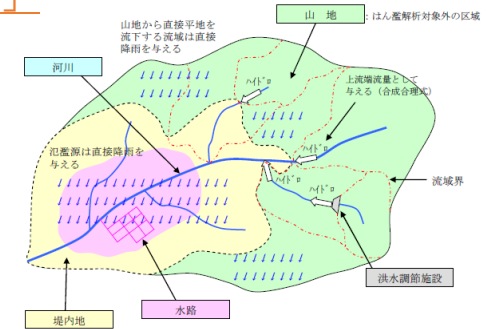 山　地
：はん濫解析対象外の区域
山地から直接平地を
流下する流域は直接
降雨を与える
河川
ﾊｲﾄﾞﾛ
上流端流量として
与える（合成合理式）
氾濫源は直接降雨を
与える
ﾊｲﾄﾞﾛ
ﾊｲﾄﾞﾛ
ﾊｲﾄﾞﾛ
流域界
洪水調節施設
水路
堤内地